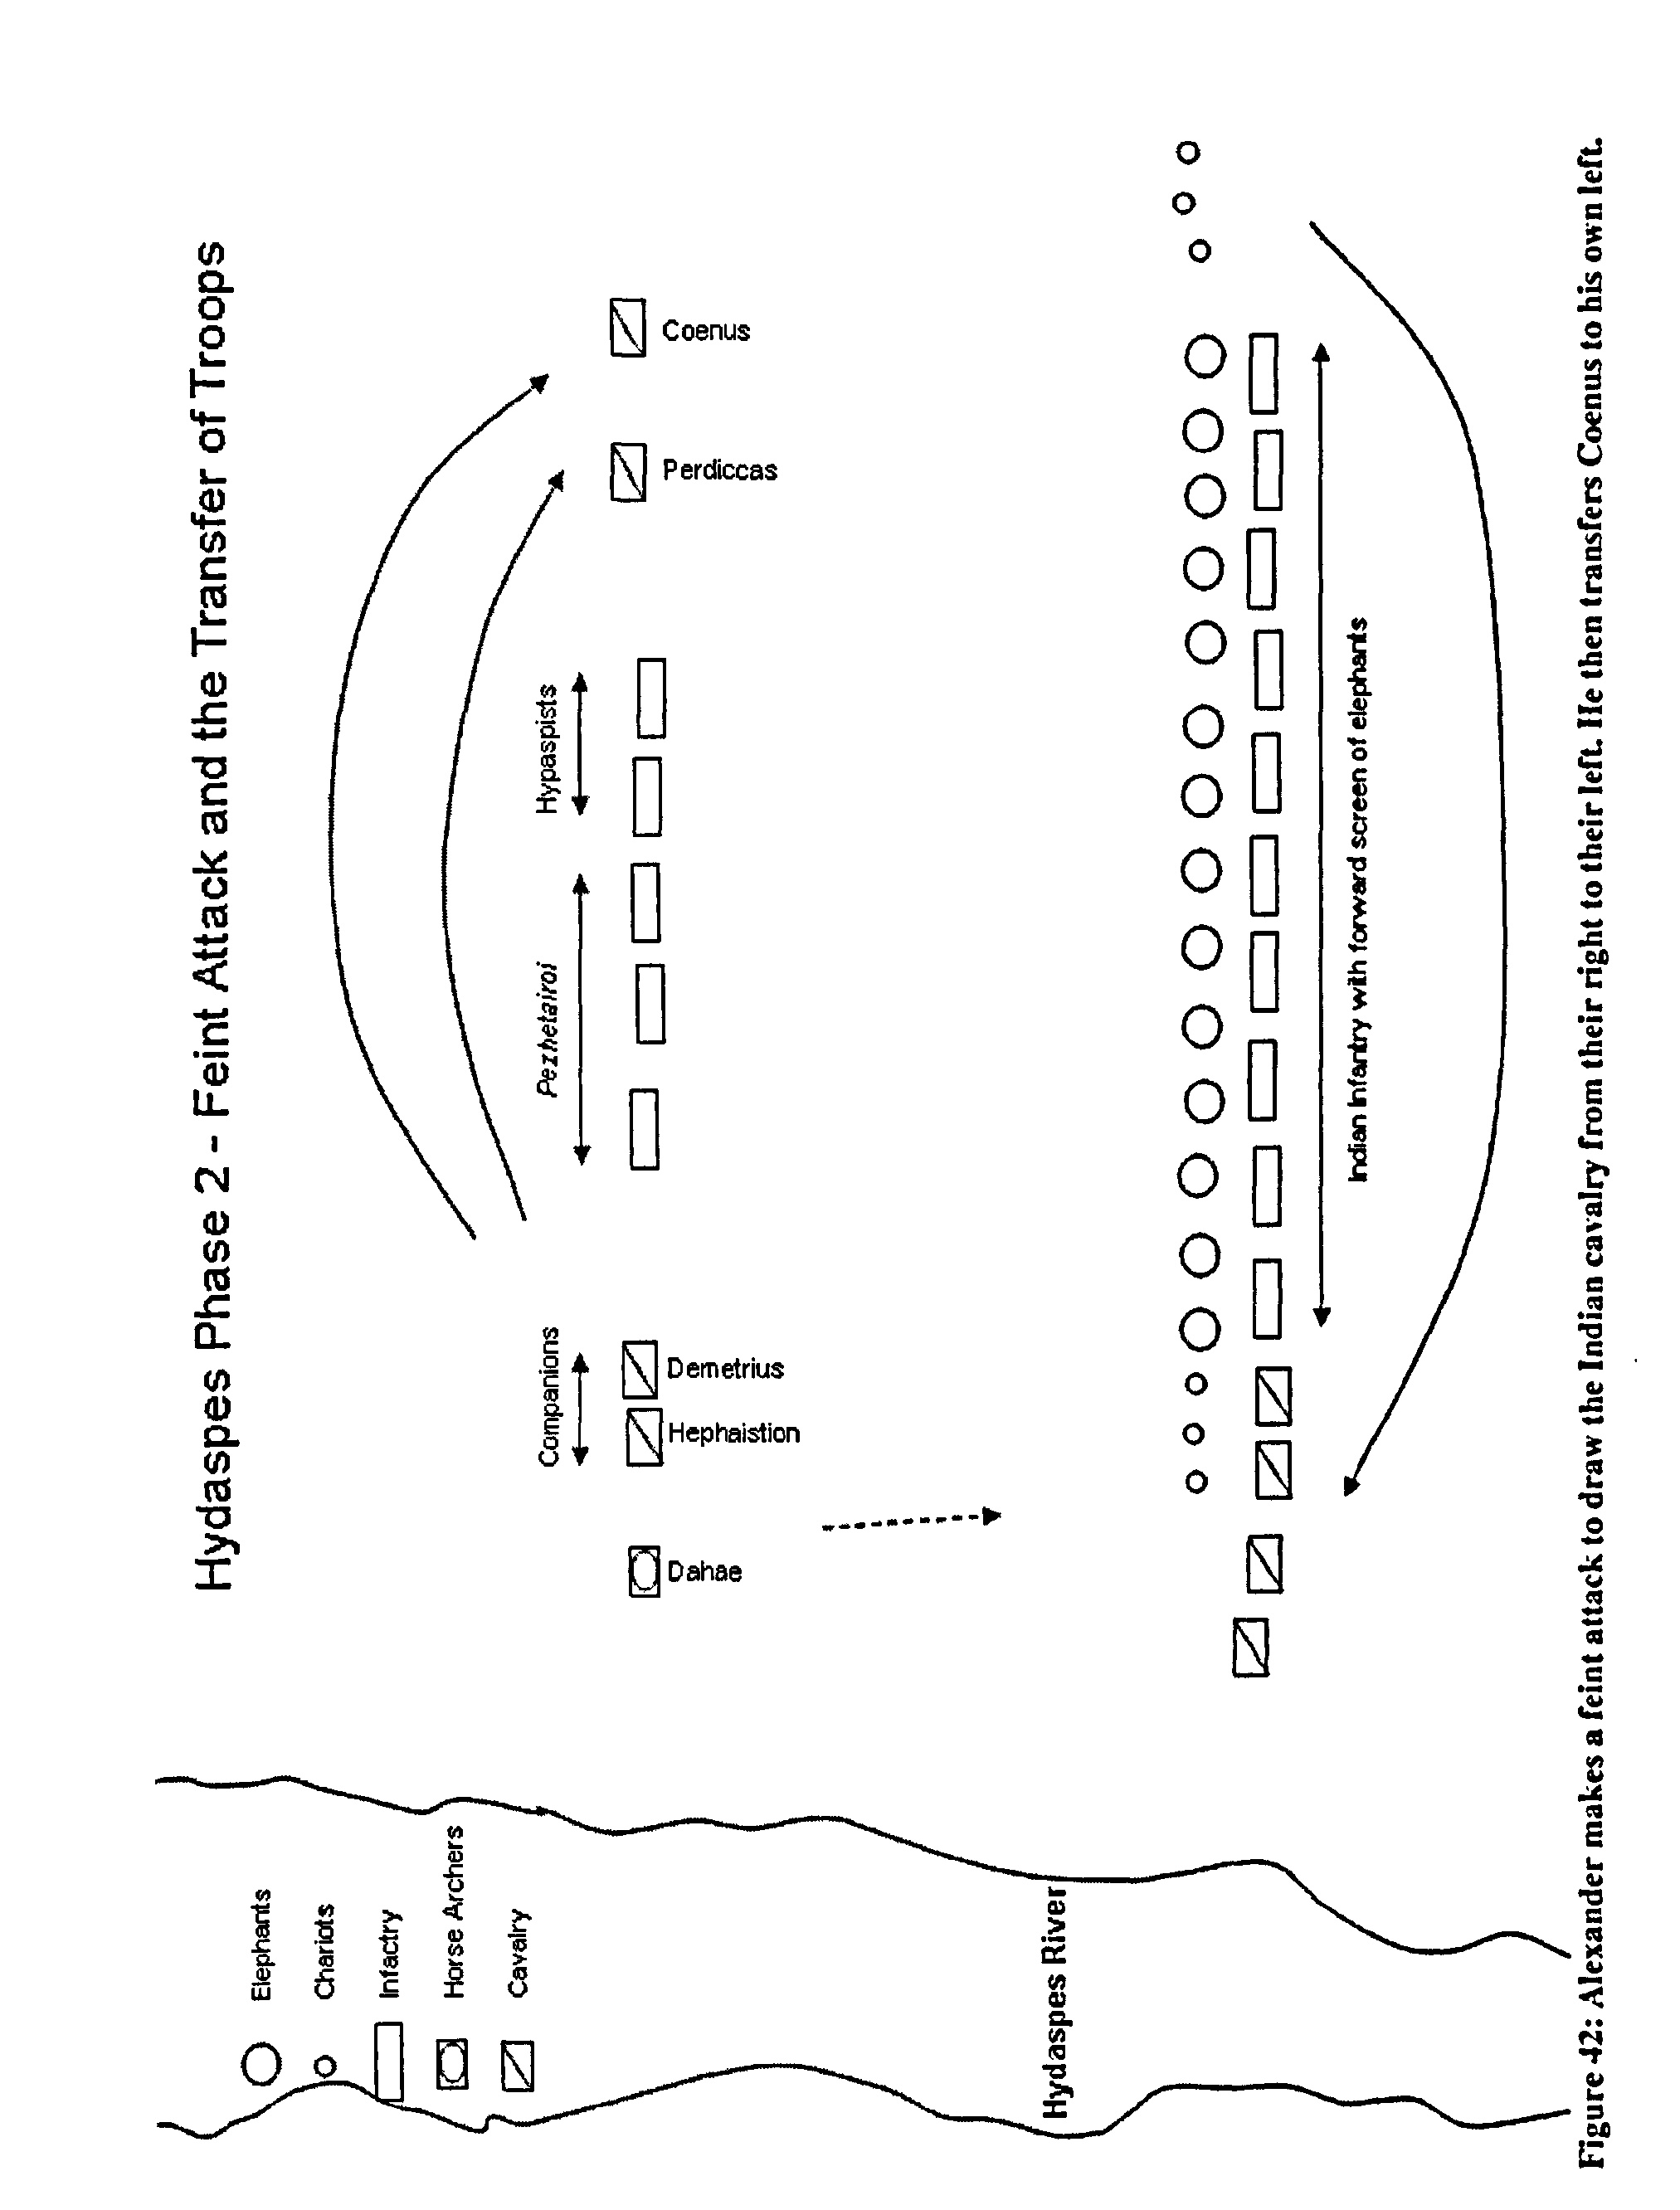 Hydaspes Phase 2 - Feint Attack and the Transfer of Troops
Elephants
Chariots
Infactry
Horse Archers
Cavalry
Companions
Pezhetairoi
Hypaspists
Dahae
Hephaistion
Demetrius
Perdiccas
Coenus
Hydaspes River
Indian Infantry with forward screen of elephants
Figure 42: Alexander makes a feint attack to draw the Indian cavalry from their right to their left. He then transfers Coenus to his own left.